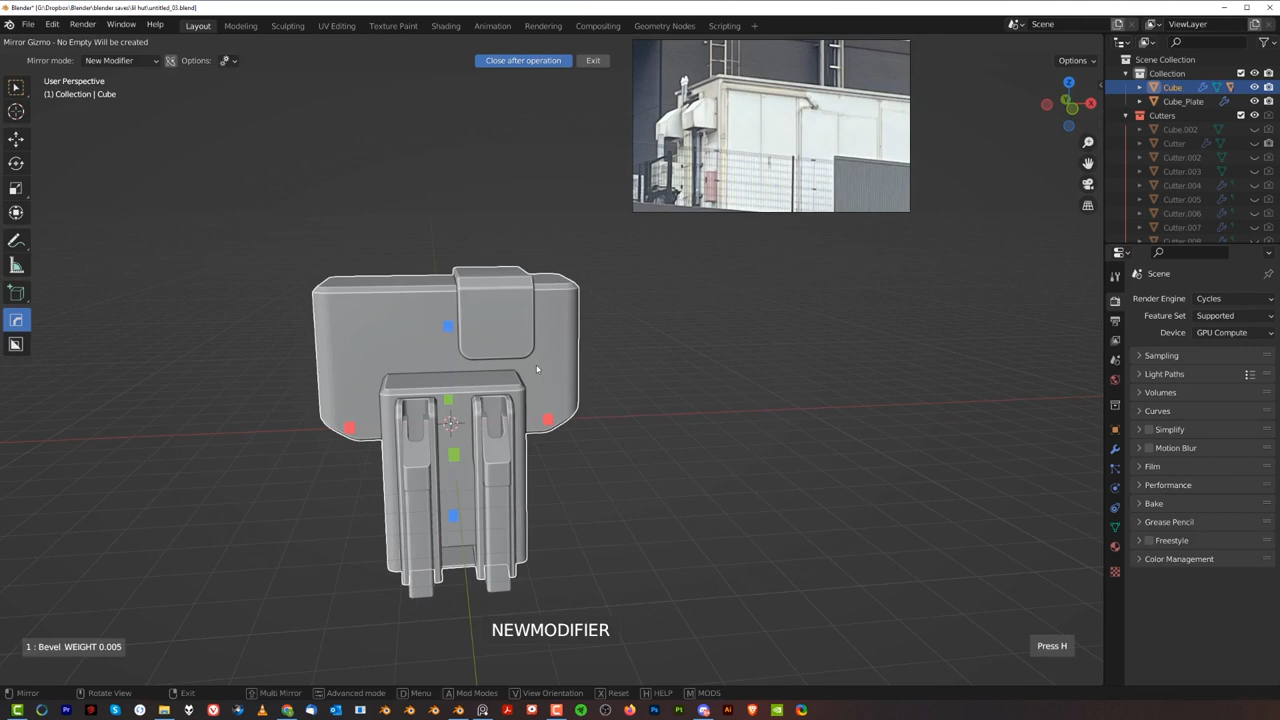 Blender* [G:\Dropbox\Blender\blender saves\lil hut\untitled_03.blend]
File Edit Render Window Help Layout Modeling Sculpting UV Editing Texture Paint Shading Animation Rendering Compositing Geometry Nodes Scripting + Scene ViewLayer
Mirror Gizmo - No Empty Will be created
Mirror mode: New Modifier Options: Close after operation Exit Options
User Perspective
(1) Collection | Cube
Scene Collection
Collection
Cube
Cube_Plate
Cutters
Cube.002
Cutter
Cutter.002
Cutter.003
Cutter.004
Cutter.005
Cutter.006
Cutter.007
Cutter.008
Scene
Render Engine Cycles
Feature Set Supported
Device GPU Compute
Sampling
Light Paths
Volumes
Curves
Simplify
Motion Blur
Film
Performance
Bake
Grease Pencil
Freestyle
Color Management
X
Z
NEWMODIFIER
1 : Bevel WEIGHT 0.005
Press H
Mirror Rotate View Exit Multi Mirror Advanced mode D Menu A Mod Modes V View Orientation X Reset H HELP M MODS